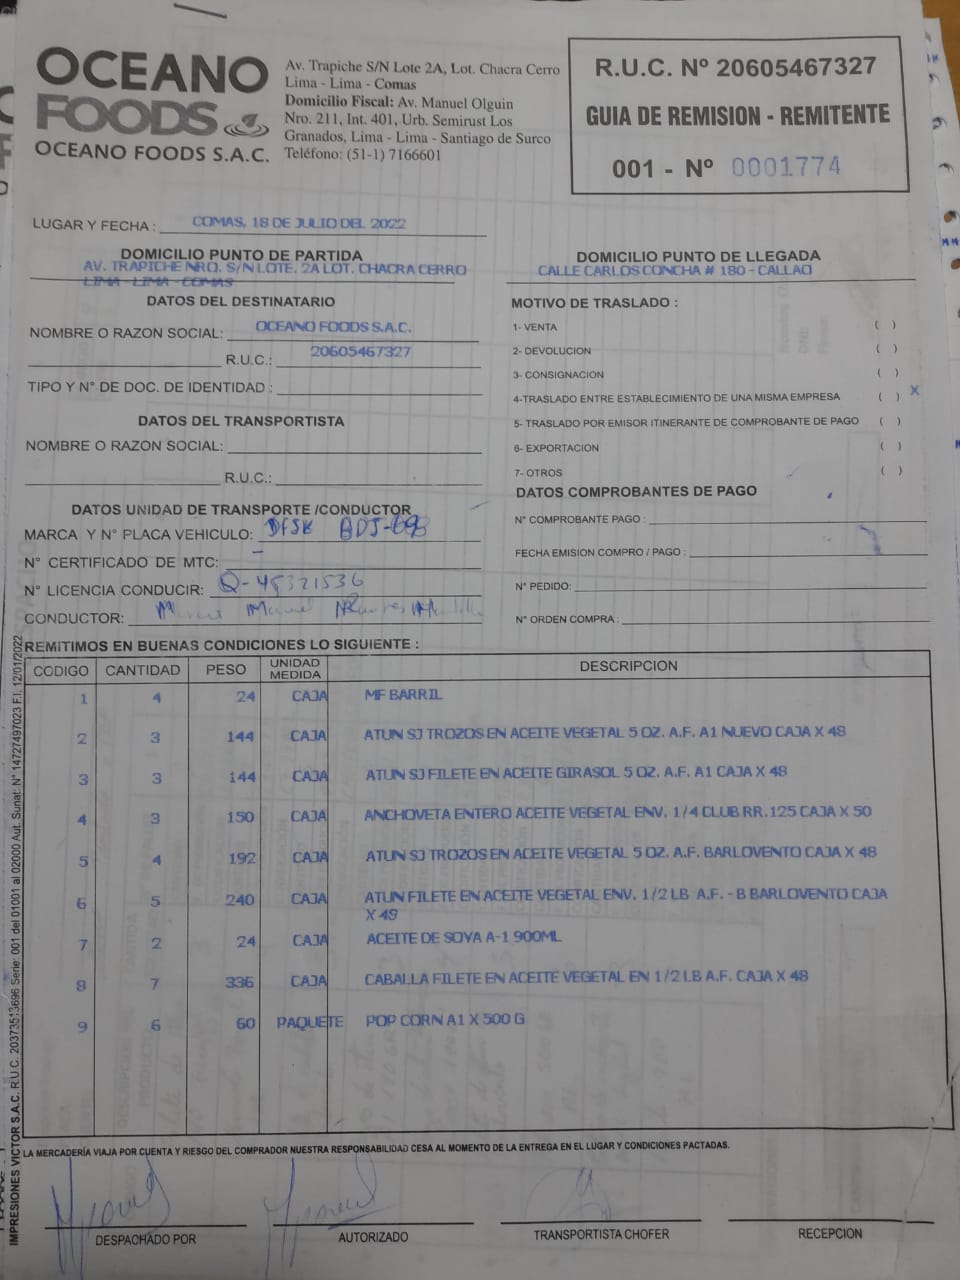 OCEANO
FOODS
OCEANO FOODS S.A.C.
Av. Trapiche S/N Lote 2A, Lot. Chacra Cerro
Lima - Lima - Comas
Domicilio Fiscal: Av. Manuel Olguin
Nro. 211, Int. 401, Urb. Semirust Los
Granados, Lima - Lima - Santiago de Surco
Teléfono: (51-1) 7166601
R.U.C. Nº 20605467327
GUIA DE REMISION - REMITENTE
001 - Nº 0001774
LUGAR Y FECHA : COMAS, 18 DE JULIO DEL 2022
DOMICILIO PUNTO DE PARTIDA
AV. TRAPICHE NRO. S/N LOTE. 2A LOT. CHACRA CERRO
LIMA - LIMA - COMAS
DOMICILIO PUNTO DE LLEGADA
CALLE CARLOS CONCHA # 180 - CALLAO
DATOS DEL DESTINATARIO
NOMBRE O RAZON SOCIAL: OCEANO FOODS S.A.C.
R.U.C.: 20605467327
TIPO Y N° DE DOC. DE IDENTIDAD :
DATOS DEL TRANSPORTISTA
NOMBRE O RAZON SOCIAL:
R.U.C.:
MOTIVO DE TRASLADO :
1- VENTA ( )
2- DEVOLUCION ( )
3- CONSIGNACION ( )
4-TRASLADO ENTRE ESTABLECIMIENTO DE UNA MISMA EMPRESA ( ) X
5- TRASLADO POR EMISOR ITINERANTE DE COMPROBANTE DE PAGO ( )
6- EXPORTACION ( )
7- OTROS ( )
DATOS UNIDAD DE TRANSPORTE /CONDUCTOR
MARCA Y N° PLACA VEHICULO: DFSK
N° CERTIFICADO DE MTC: -
N° LICENCIA CONDUCIR: Q-45321536
CONDUCTOR: Manuel
DATOS COMPROBANTES DE PAGO
N° COMPROBANTE PAGO :
FECHA EMISION COMPRO / PAGO :
N° PEDIDO:
N° ORDEN COMPRA :
REMITIMOS EN BUENAS CONDICIONES LO SIGUIENTE :
CODIGO CANTIDAD PESO UNIDAD MEDIDA DESCRIPCION
1 4 24 CAJA MF BARRIL
2 3 144 CAJA ATUN SJ TROZOS EN ACEITE VEGETAL 5 OZ. A.F. A1 NUEVO CAJA X 48
3 3 144 CAJA ATUN SJ FILETE EN ACEITE GIRASOL 5 OZ. A.F. A1 CAJA X 48
4 3 150 CAJA ANCHOVETA ENTERO ACEITE VEGETAL ENV. 1/4 CLUB RR.125 CAJA X 50
5 4 192 CAJA ATUN SJ TROZOS EN ACEITE VEGETAL 5 OZ. A.F. BARLOVENTO CAJA X 48
6 5 240 CAJA ATUN FILETE EN ACEITE VEGETAL ENV. 1/2 LB A.F. - B BARLOVENTO CAJA
X 48
7 2 24 CAJA ACEITE DE SOYA A-1 900ML
8 7 336 CAJA CABALLA FILETE EN ACEITE VEGETAL EN 1/2 LB A.F. CAJA X 48
9 6 60 PAQUETE POP CORN A1 X 500 G
LA MERCADERÍA VIAJA POR CUENTA Y RIESGO DEL COMPRADOR NUESTRA RESPONSABILIDAD CESA AL MOMENTO DE LA ENTREGA EN EL LUGAR Y CONDICIONES PACTADAS.
DESPACHADO POR
AUTORIZADO
TRANSPORTISTA CHOFER
RECEPCION
IMPRESIONES VICTOR S.A.C. R.U.C. 20373513696 Serie: 001 del 01001 al 02000 Aut. Sunat: N° 14727497023 F.I. 12/01/2022